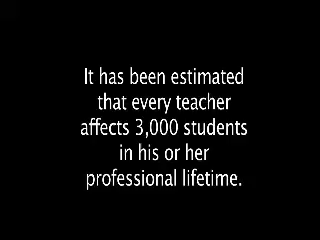 It has been estimated
that every teacher
affects 3,000 students
in his or her
professional lifetime.